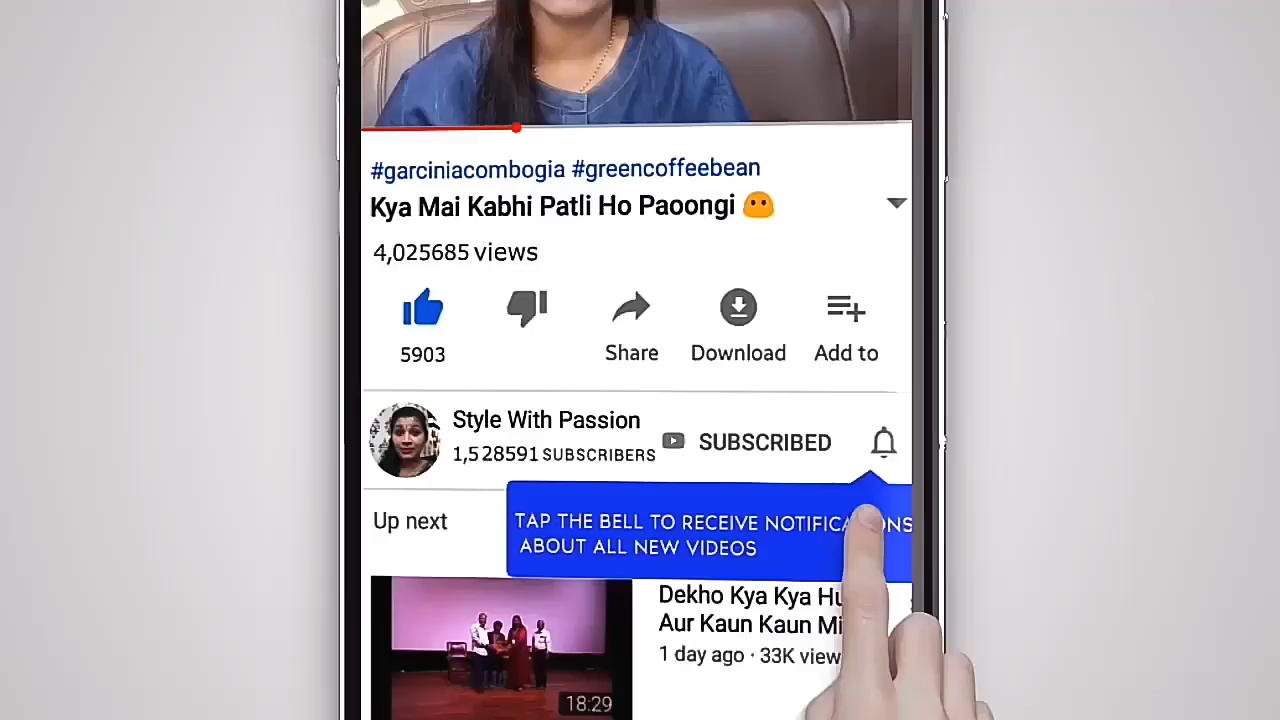 #garciniacombogia #greencoffeebean
Kya Mai Kabhi Patli Ho Paoongi
4,025685 views
5903
Share
Download
Add to
Style With Passion
1,528591 SUBSCRIBERS
SUBSCRIBED
TAP THE BELL TO RECEIVE
ABOUT ALL NEW VIDEOS
Up next
Dekho Kya Kya
Aur Kaun Kaun
1 day ago · 33K
18:29